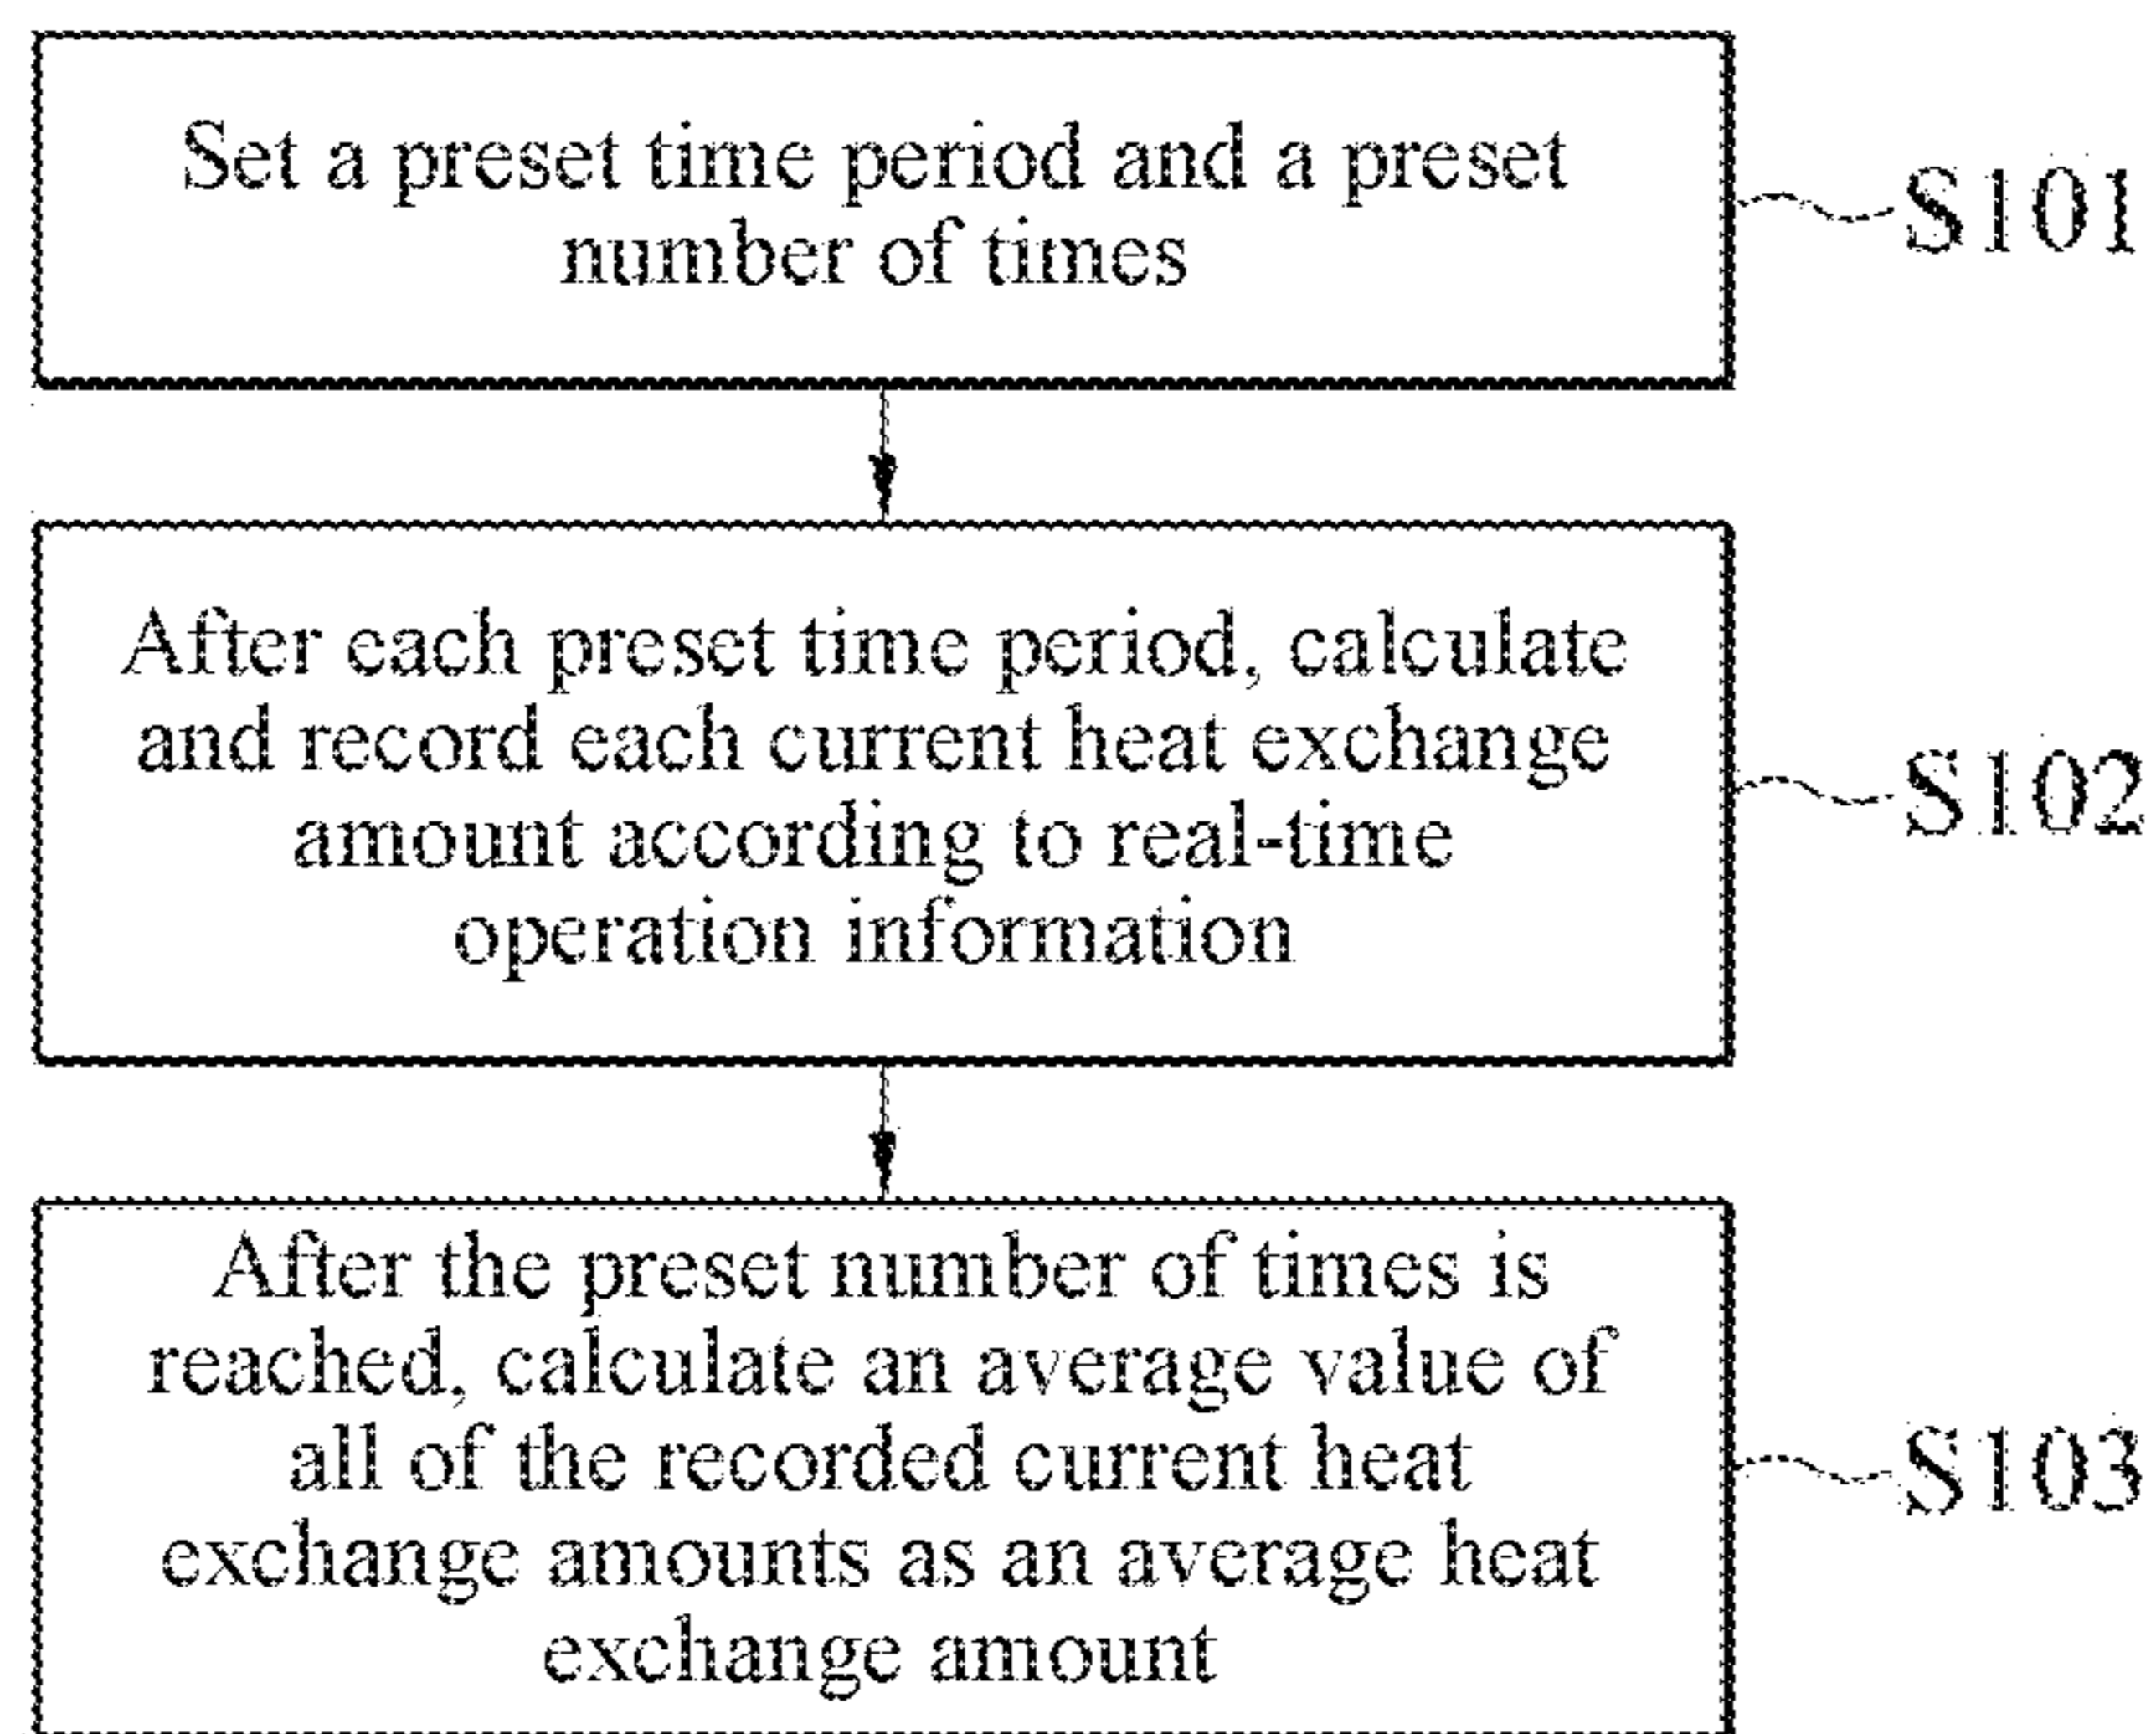 Set a preset time period and a preset
number of times
S101
After each preset time period, calculate
and record each current heat exchange
amount according to real-time
operation information
S102
After the preset number of times is
reached, calculate an average value of
all of the recorded current heat
exchange amounts as an average heat
exchange amount
S103